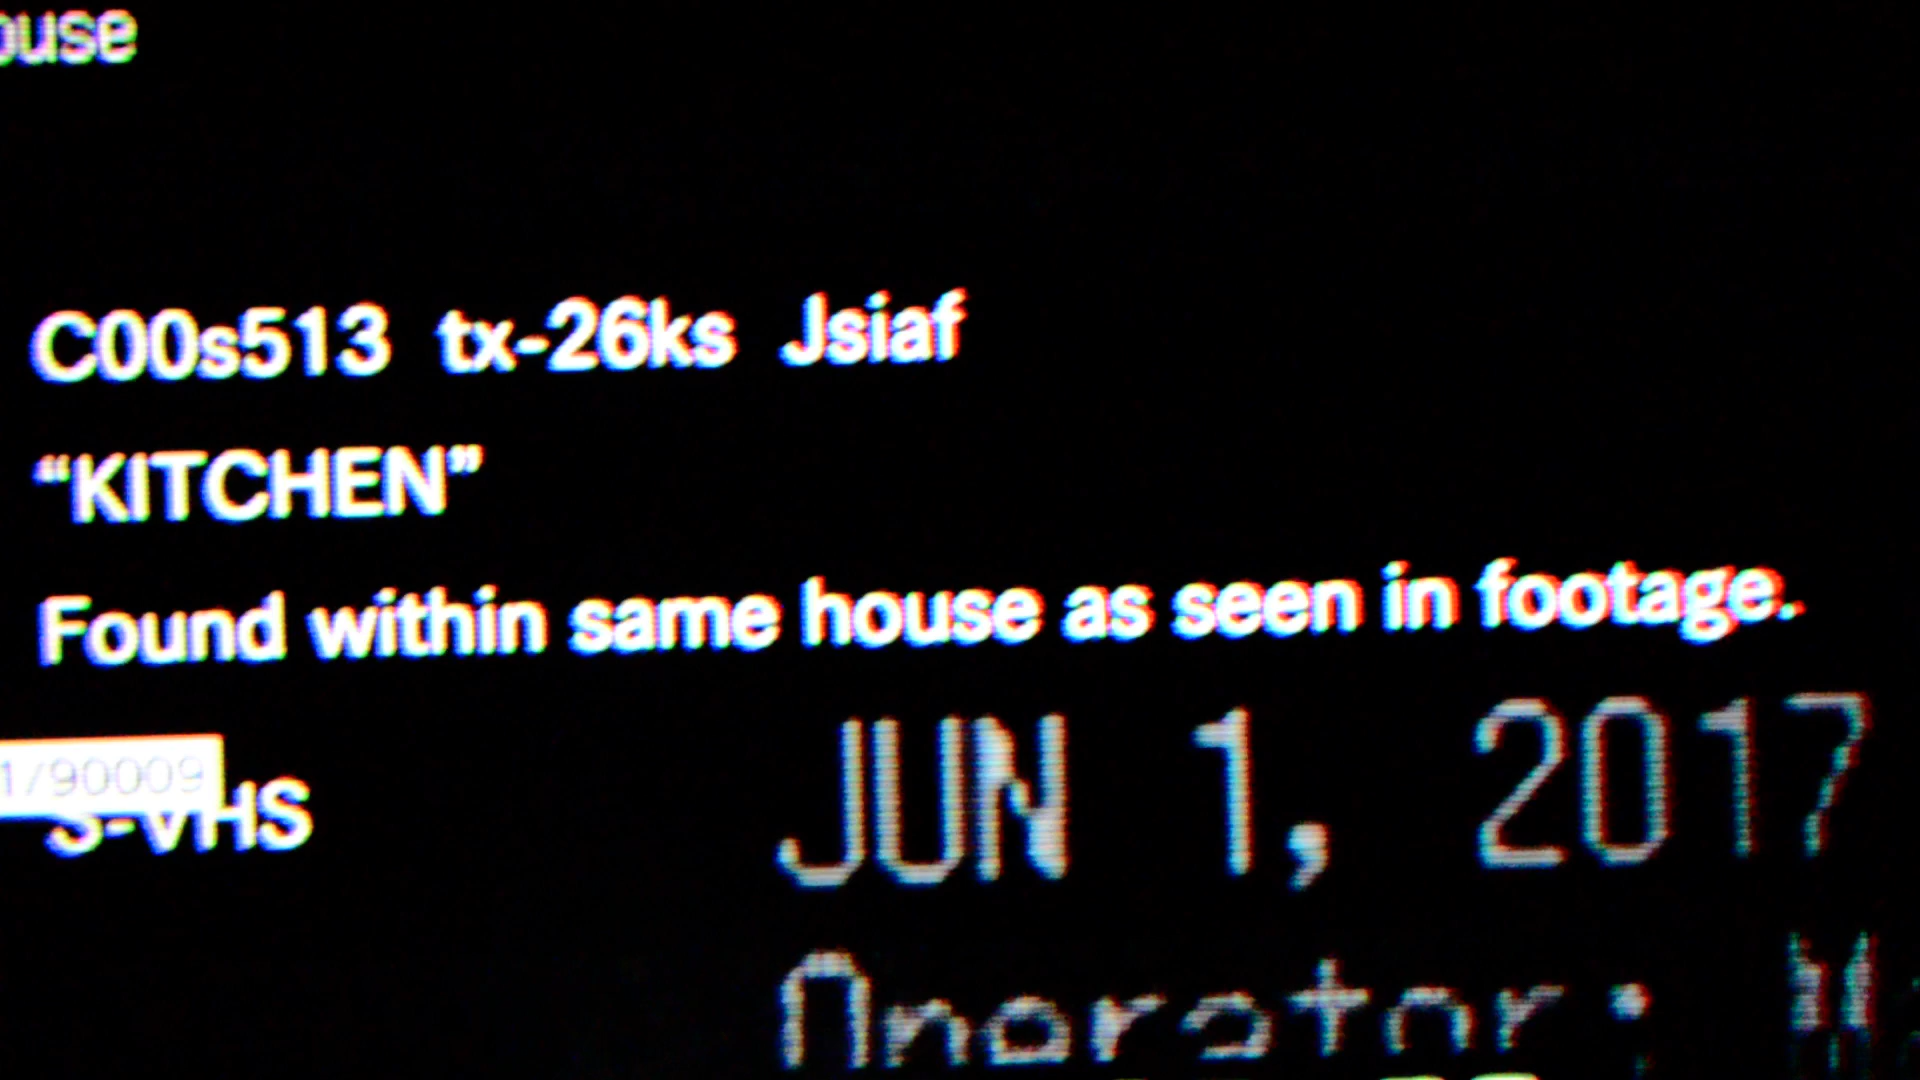 ouse
C00s513 tx-26ks Jsiaf
“KITCHEN”
Found within same house as seen in footage.
1/90009
S-VHS
JUN 1, 2017
Operator: